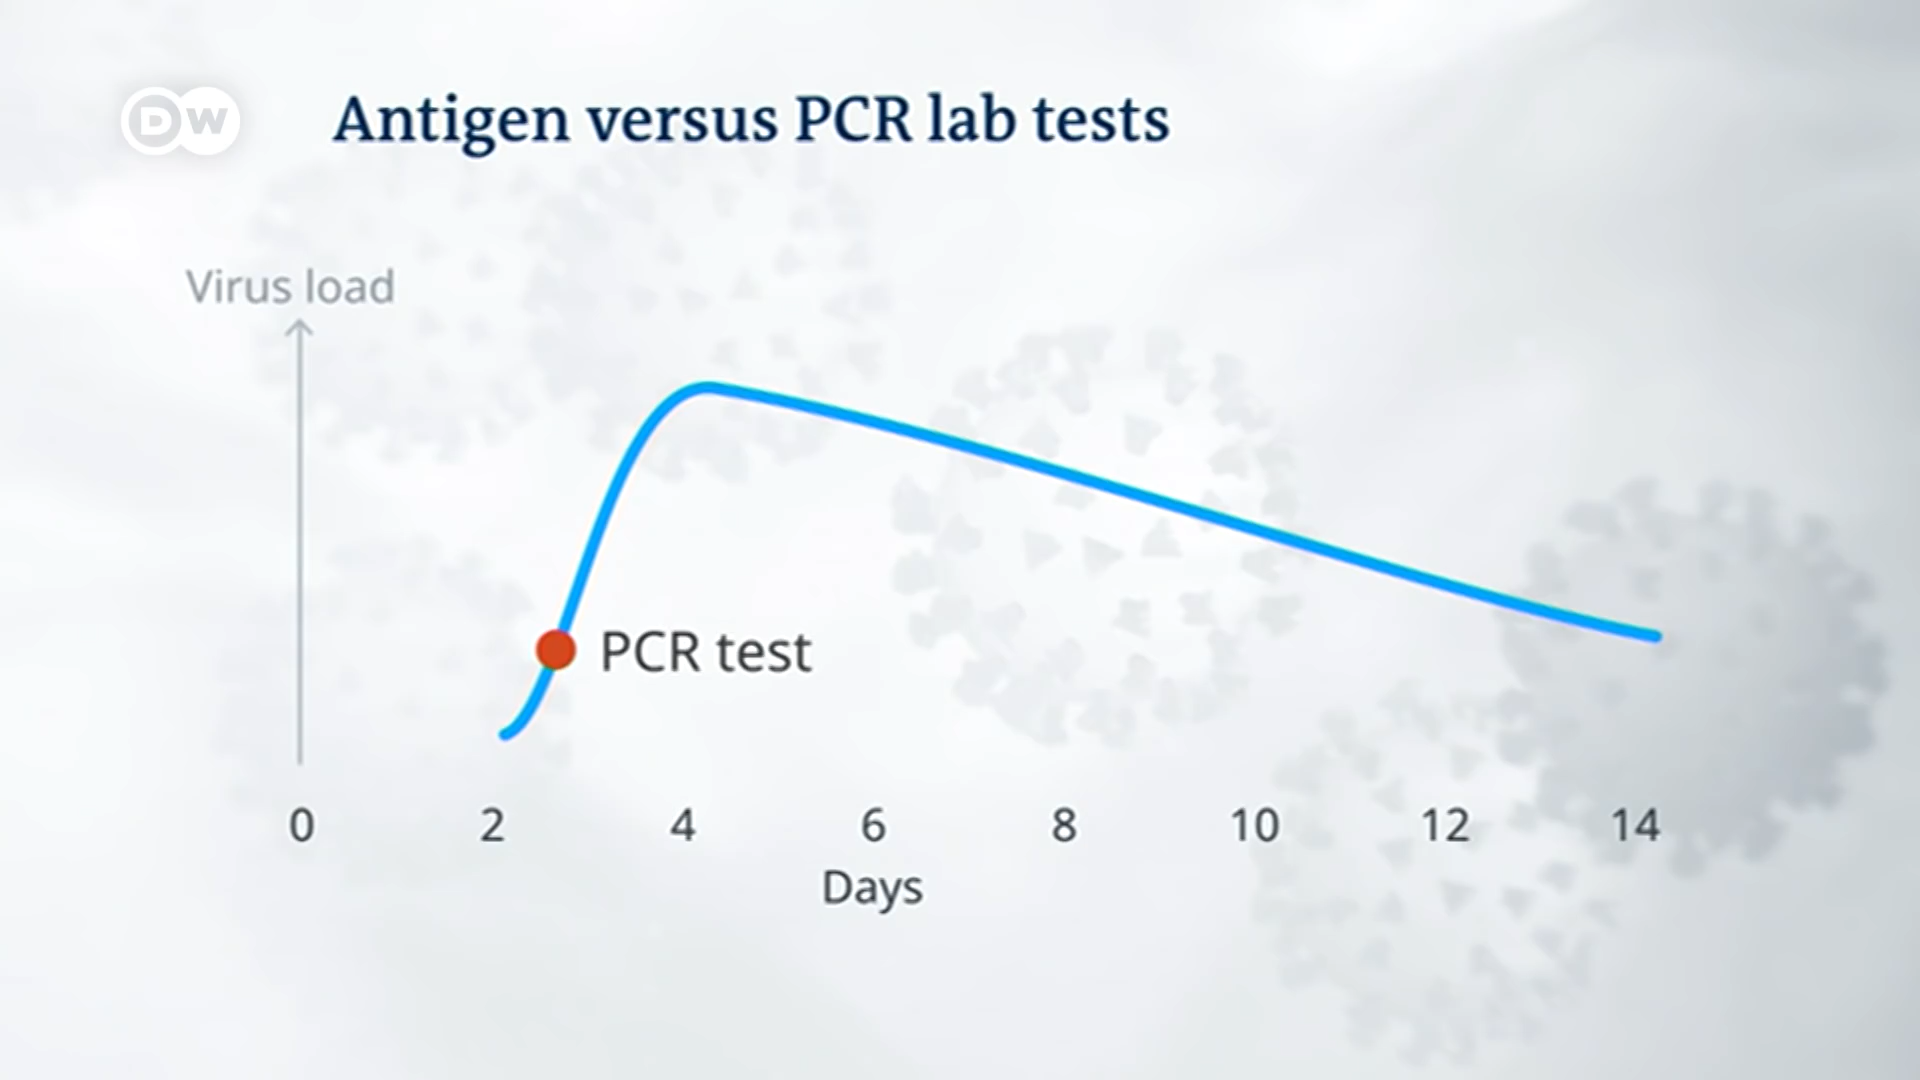 DW
Antigen versus PCR lab tests
Virus load
PCR test
0 2 4 6 8 10 12 14
Days